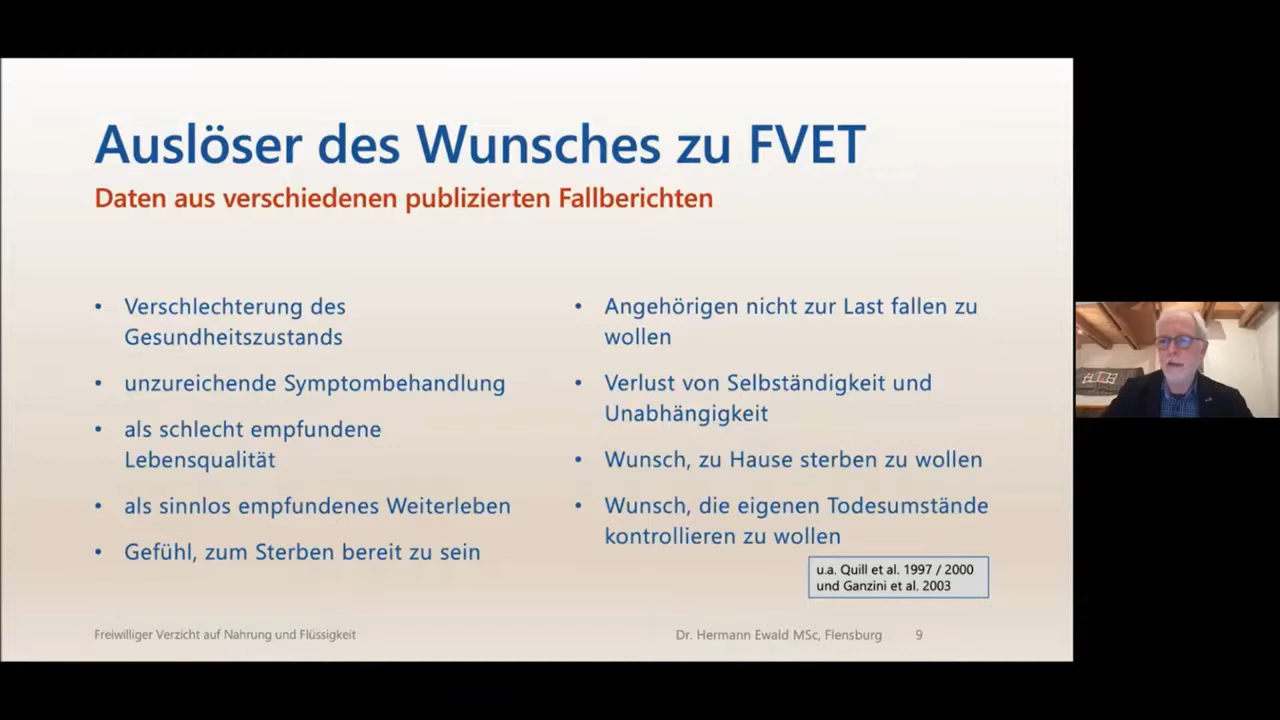 Auslöser des Wunsches zu FVET
Daten aus verschiedenen publizierten Fallberichten
• Verschlechterung des
Gesundheitszustands
• unzureichende Symptombehandlung
• als schlecht empfundene
Lebensqualität
• als sinnlos empfundenes Weiterleben
• Gefühl, zum Sterben bereit zu sein
• Angehörigen nicht zur Last fallen zu
wollen
• Verlust von Selbständigkeit und
Unabhängigkeit
• Wunsch, zu Hause sterben zu wollen
• Wunsch, die eigenen Todesumstände
kontrollieren zu wollen
u.a. Quill et al. 1997 / 2000
und Ganzini et al. 2003
Freiwilliger Verzicht auf Nahrung und Flüssigkeit
Dr. Hermann Ewald MSc, Flensburg 9